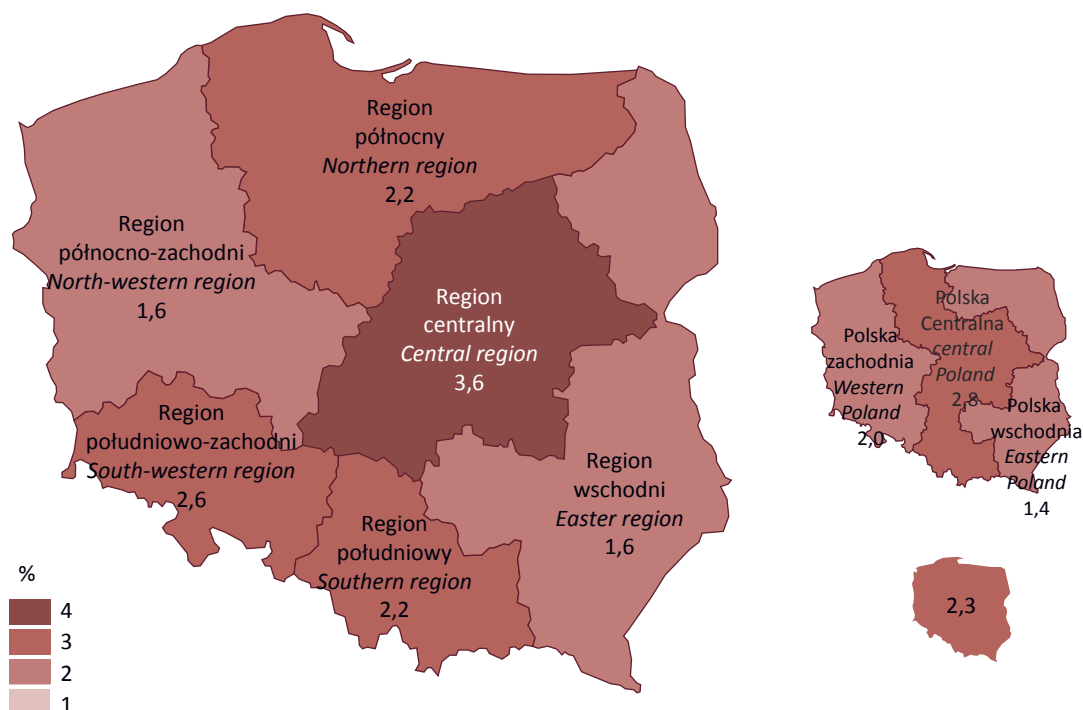 Region
północny
Northern region
2,2
Region
północno-zachodni
North-western region
1,6
Region
centralny
Central region
3,6
Region
południowo-zachodni
South-western region
2,6
Region
południowy
Southern region
2,2
Region
wschodni
Easter region
1,6
Polska
Centralna
central
Poland
2,8
Polska
zachodnia
Western
Poland
2,0
Polska
wschodnia
Eastern
Poland
1,4
2,3
%
4
3
2
1